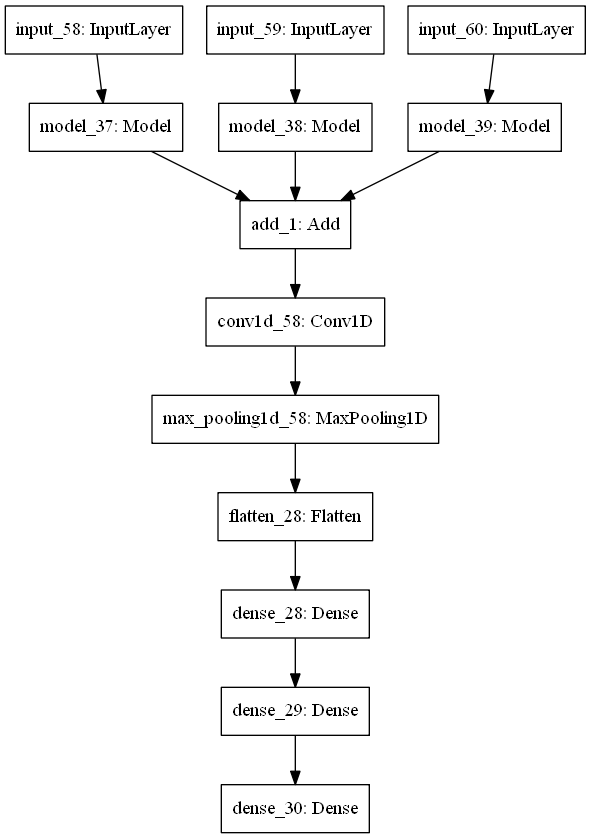 input_58: InputLayer
input_59: InputLayer
input_60: InputLayer
model_37: Model
model_38: Model
model_39: Model
add_1: Add
conv1d_58: Conv1D
max_pooling1d_58: MaxPooling1D
flatten_28: Flatten
dense_28: Dense
dense_29: Dense
dense_30: Dense